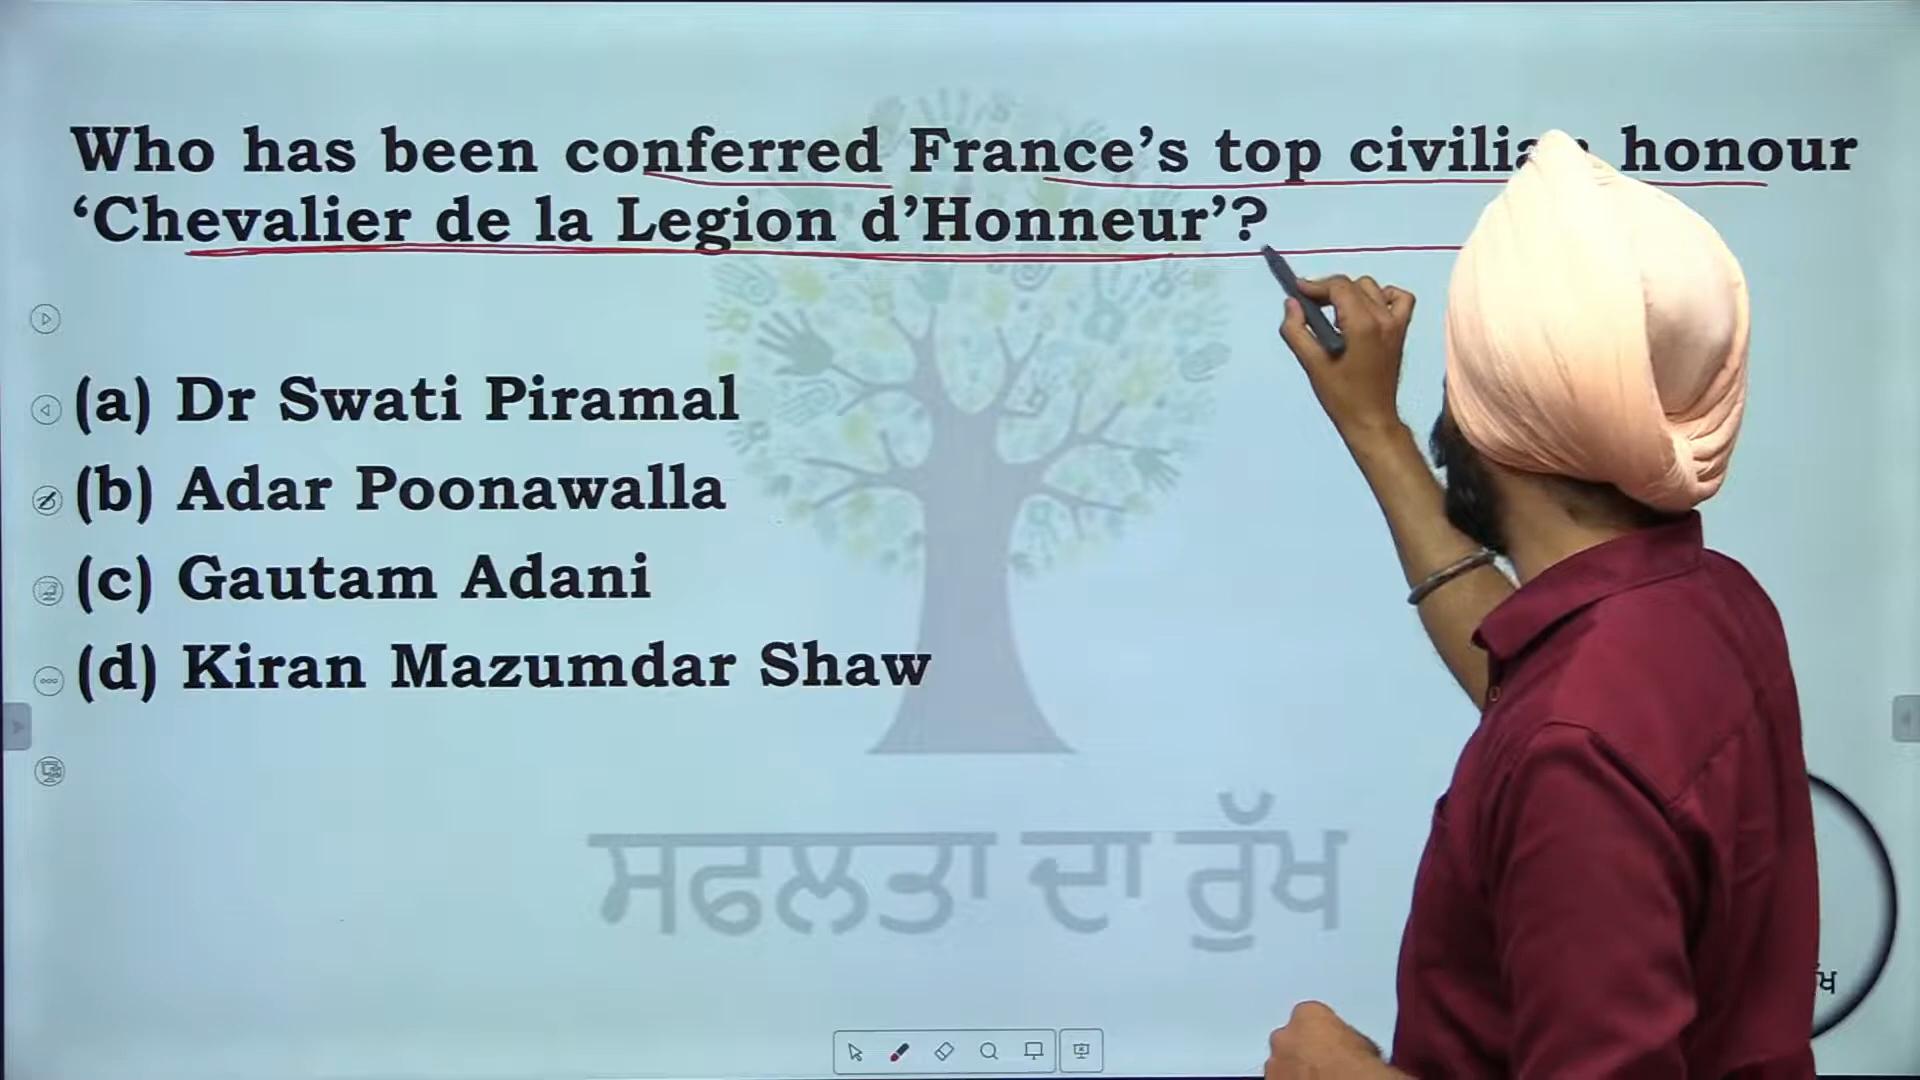 Who has been conferred France's top civilian honour
‘Chevalier de la Legion d’Honneur’?
(a) Dr Swati Piramal
(b) Adar Poonawalla
(c) Gautam Adani
(d) Kiran Mazumdar Shaw
ਸਫਲਤਾ ਦਾ ਰੁੱਖ